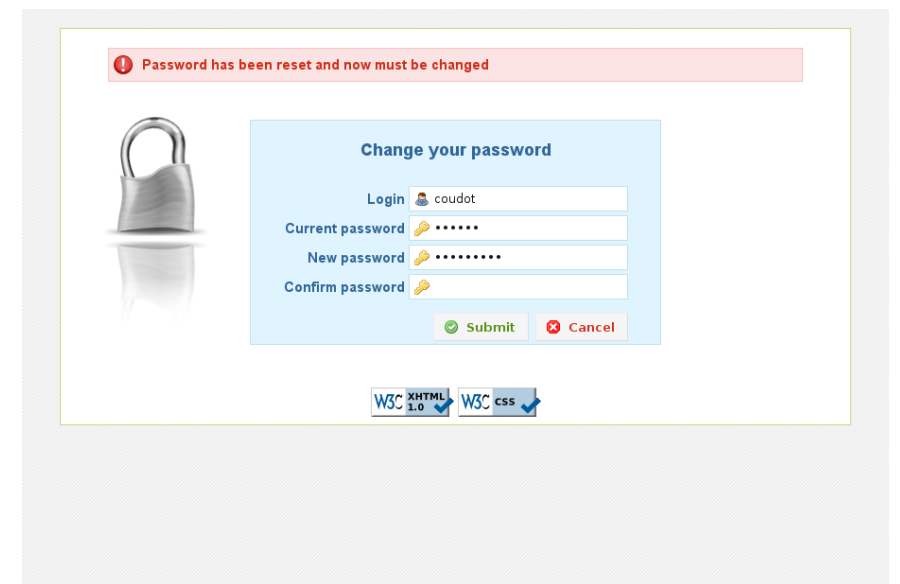 Password has been reset and now must be changed
Change your password
Login coudot
Current password ••••••
New password •••••••••
Confirm password
Submit Cancel
W3C XHTML 1.0 W3C css